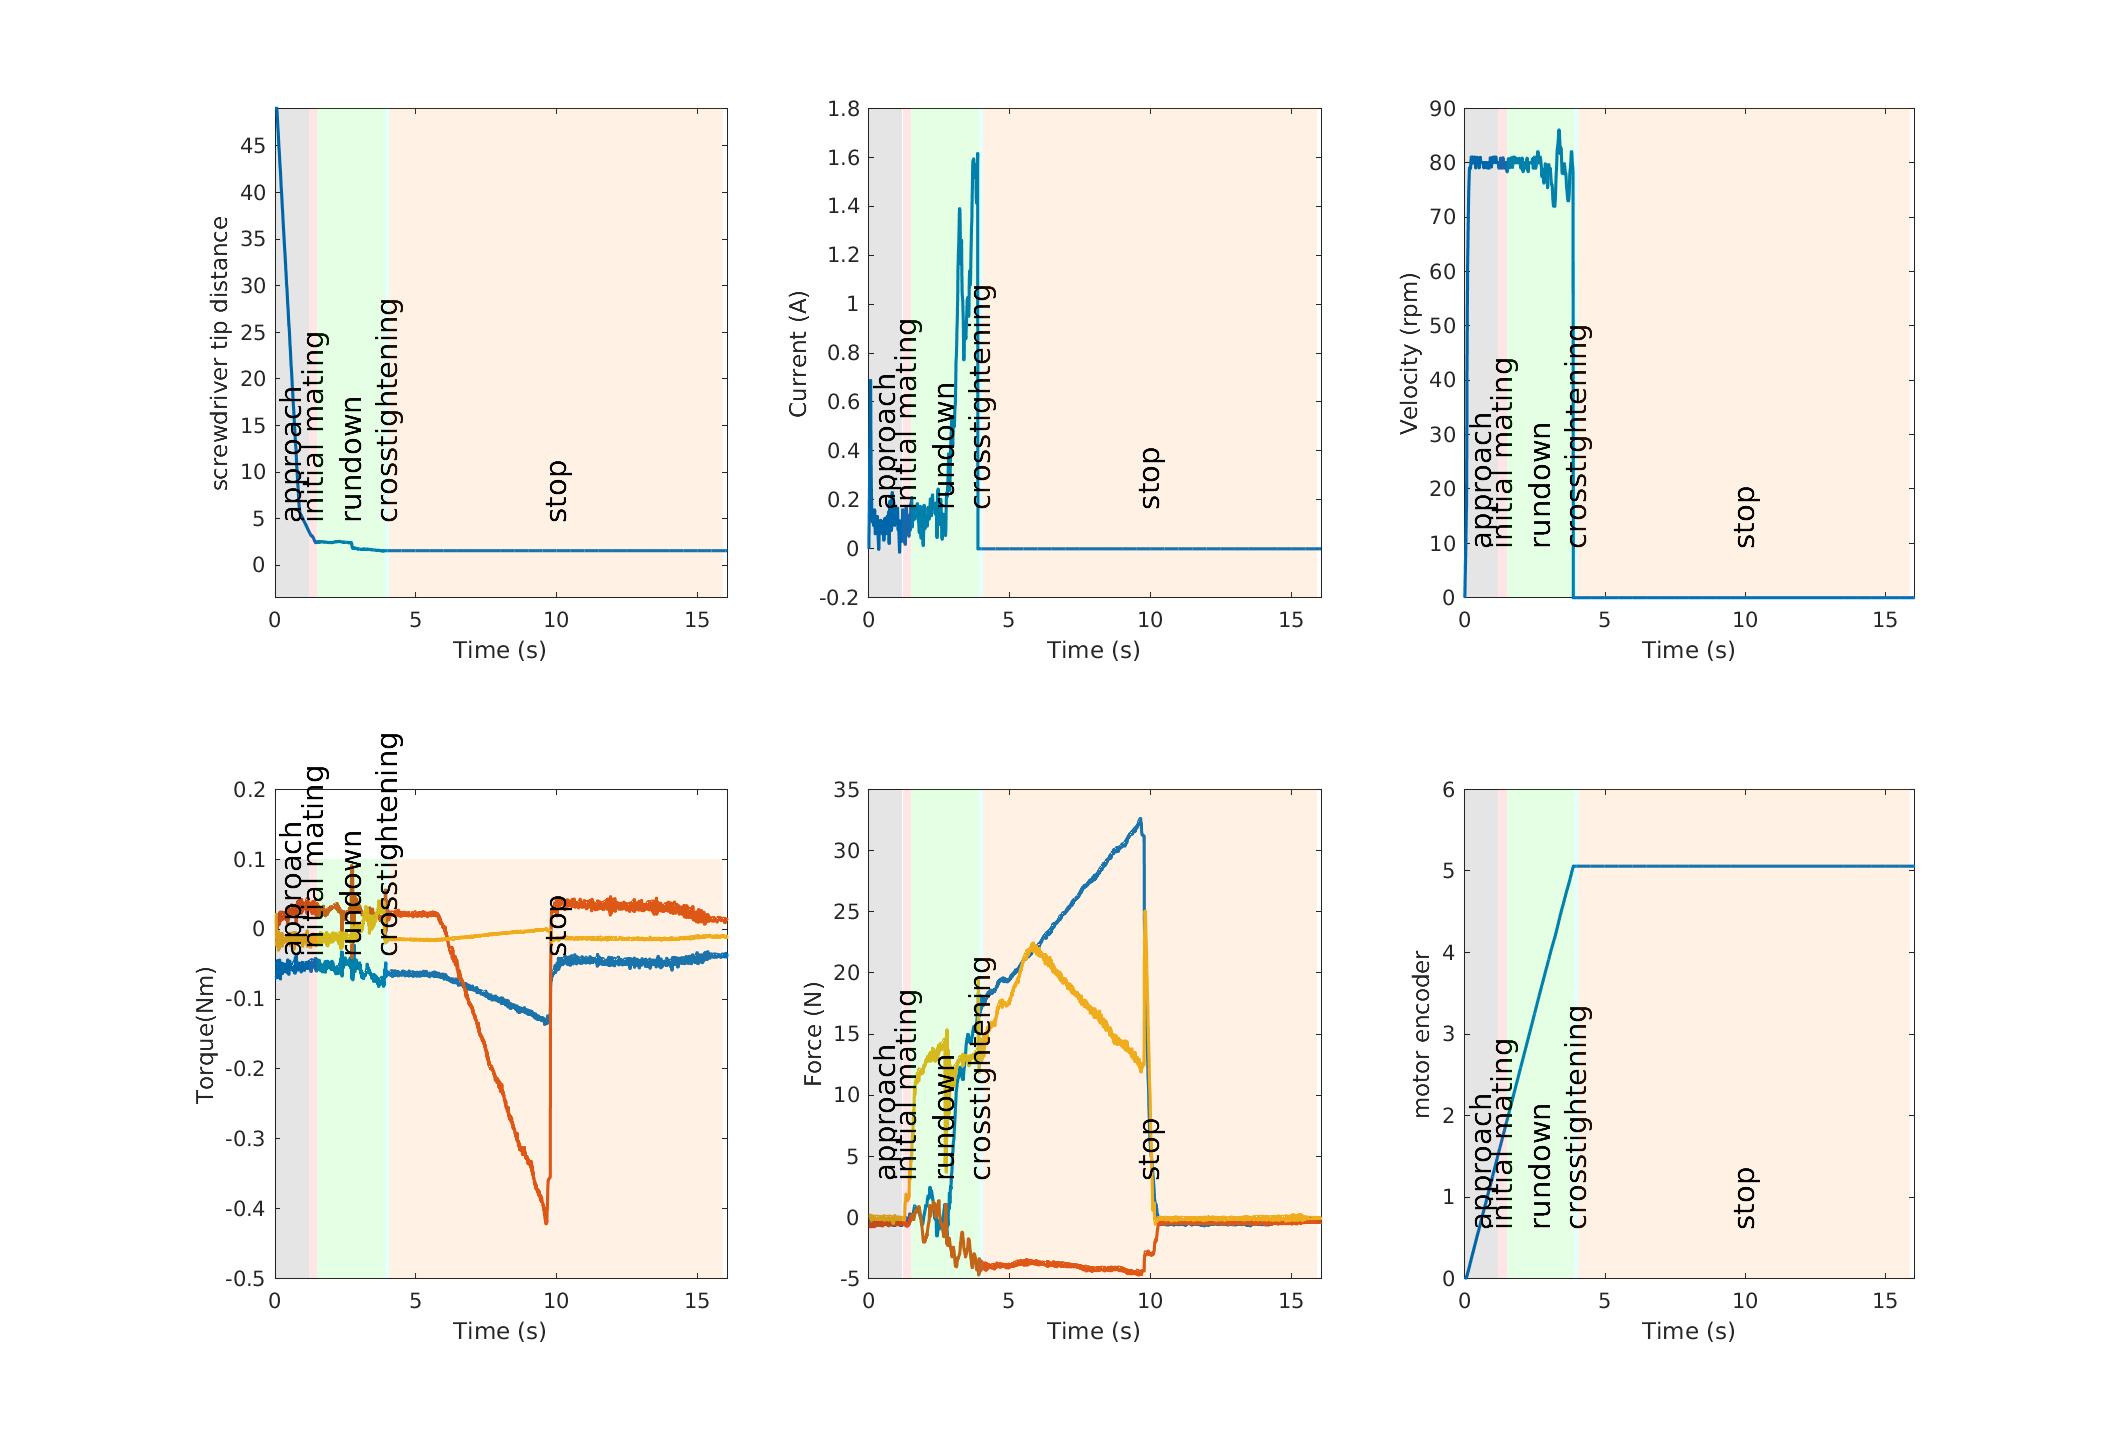 screwdriver tip distance
45
40
35
30
25
20
15
10
5
0
approach
initial mating
rundown
crosstightening
stop
0
5
10
15
Time (s)
Current (A)
1.8
1.6
1.4
1.2
1
0.8
0.6
0.4
0.2
0
-0.2
approach
initial mating
rundown
crosstightening
stop
0
5
10
15
Time (s)
Velocity (rpm)
90
80
70
60
50
40
30
20
10
0
approach
initial mating
rundown
crosstightening
stop
0
5
10
15
Time (s)
Torque(Nm)
0.2
0.1
0
-0.1
-0.2
-0.3
-0.4
-0.5
approach
initial mating
rundown
crosstightening
stop
0
5
10
15
Time (s)
Force (N)
35
30
25
20
15
10
5
0
-5
approach
initial mating
rundown
crosstightening
stop
0
5
10
15
Time (s)
motor encoder
6
5
4
3
2
1
0
approach
initial mating
rundown
crosstightening
stop
0
5
10
15
Time (s)